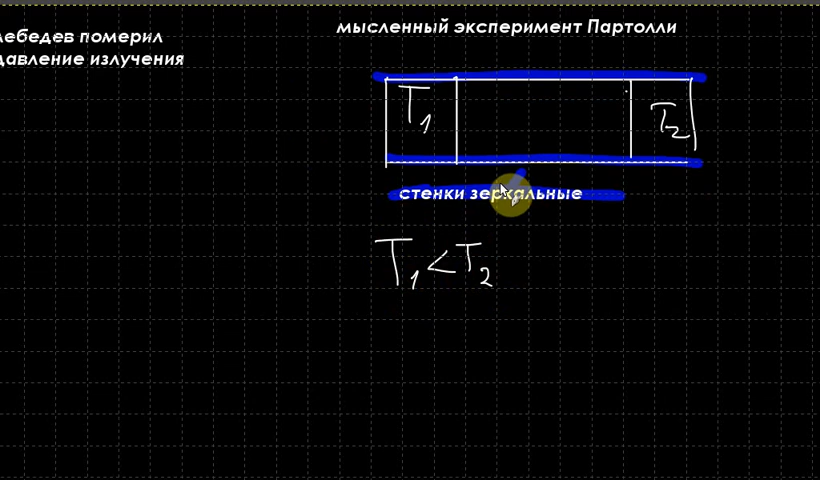 лебедев померил
давление излучения
мысленный эксперимент Партолли
T1 T2
стенки зеркальные
T1 < T2